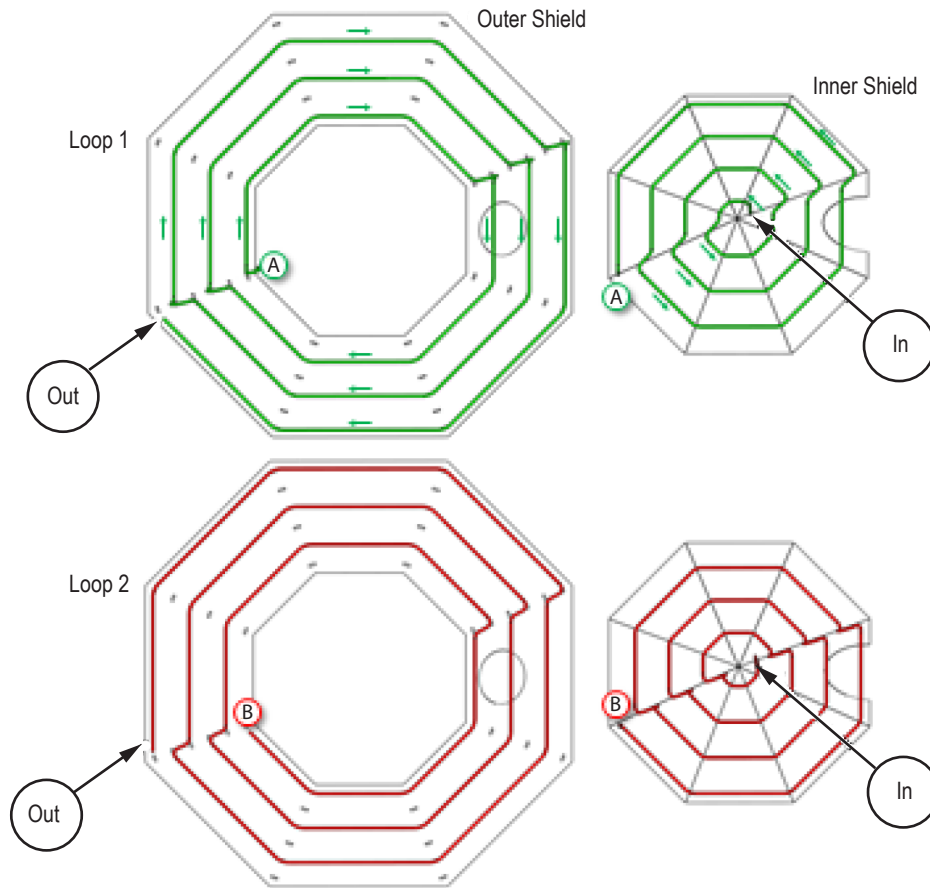 Outer Shield
Inner Shield
Loop 1
A
A
In
Out
Loop 2
B
B
In
Out